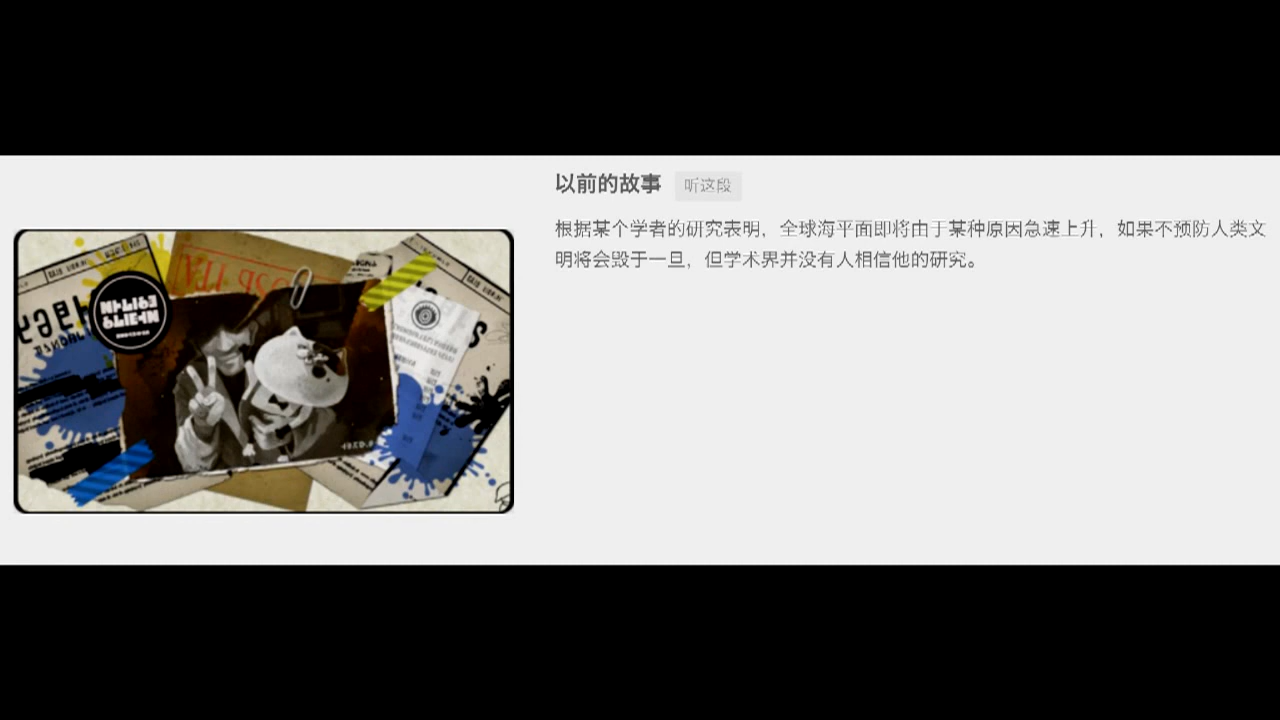 以前的故事 听这段
根据某个学者的研究表明，全球海平面即将由于某种原因急速上升，如果不预防人类文
明将会毁于一旦，但学术界并没有人相信他的研究。